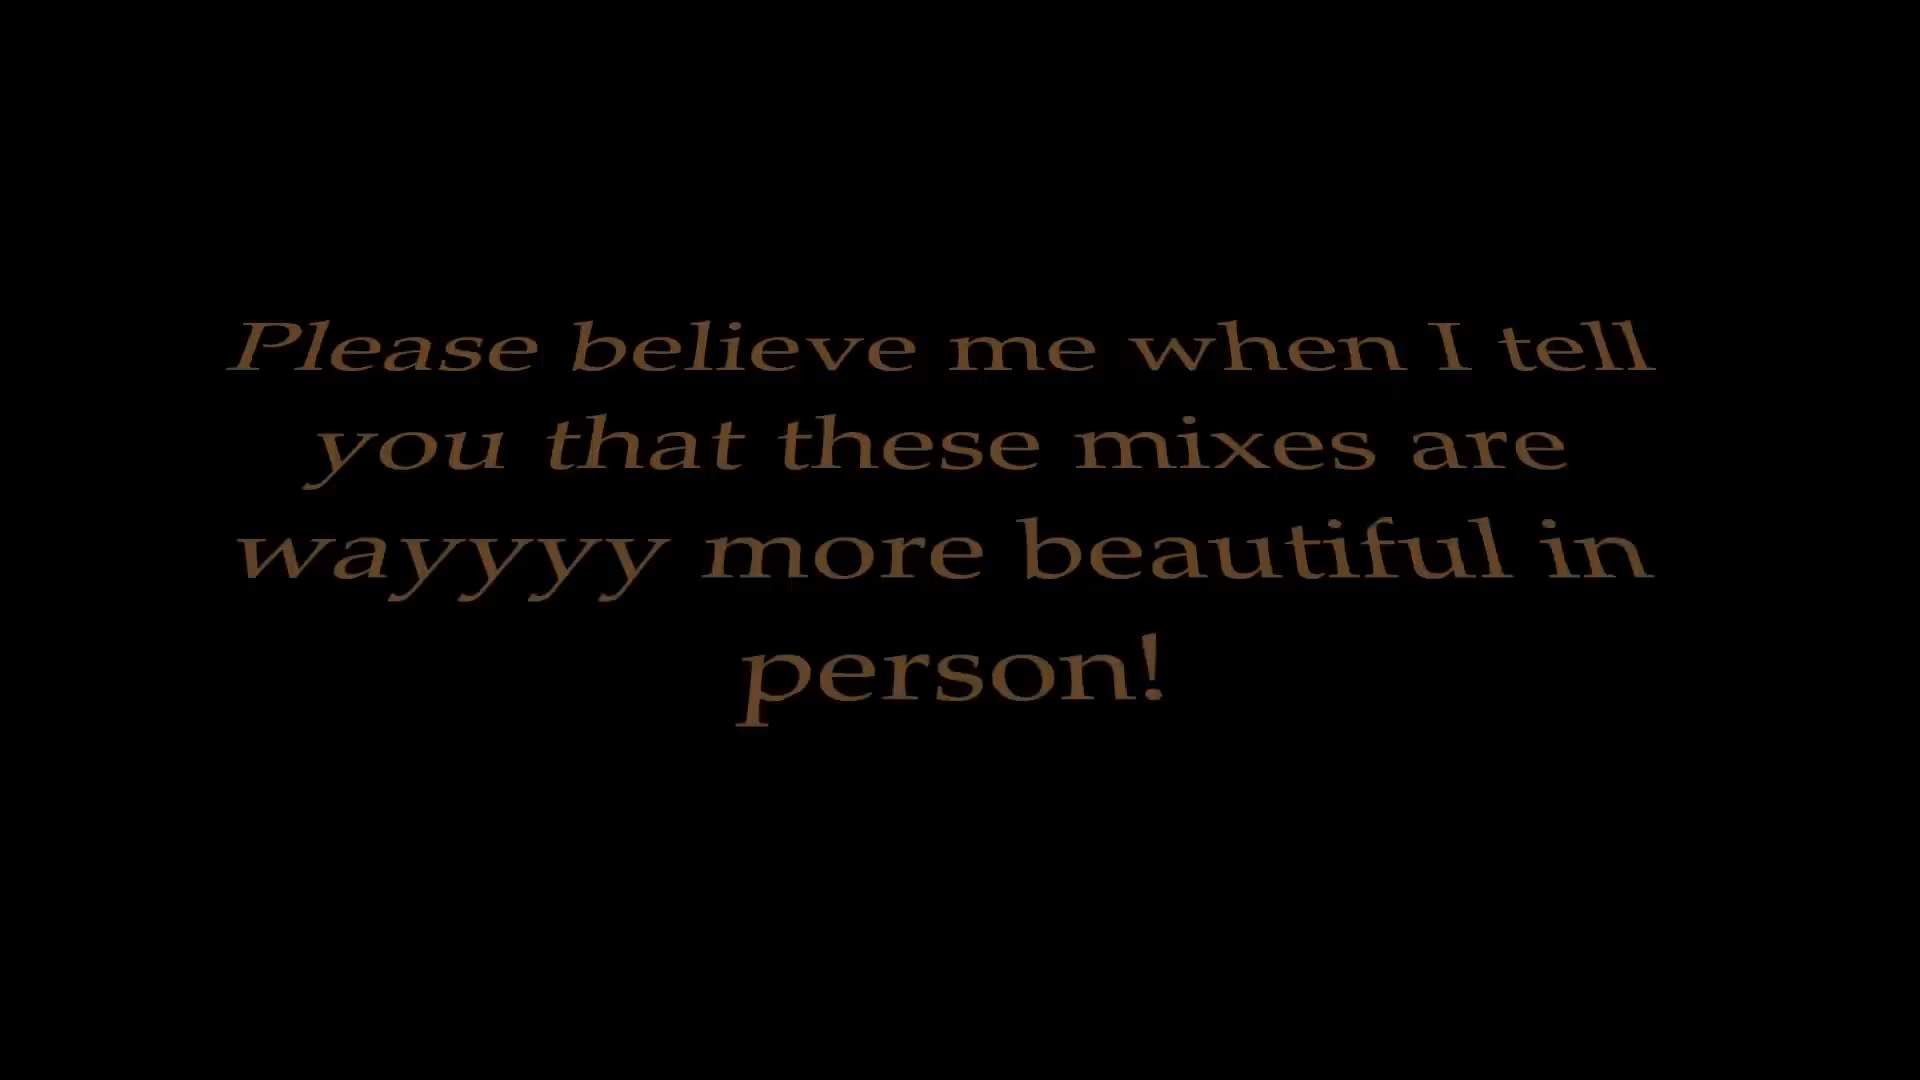 Please believe me when I tell
you that these mixes are
wayyyy more beautiful in
person!